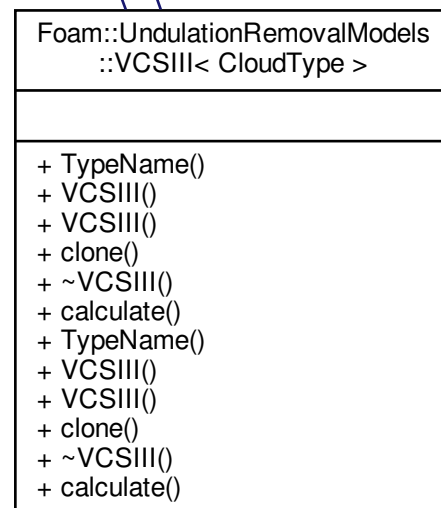 Foam::UndulationRemovalModels
::VCSIII< CloudType >
+ TypeName()
+ VCSIII()
+ VCSIII()
+ clone()
+ ~VCSIII()
+ calculate()
+ TypeName()
+ VCSIII()
+ VCSIII()
+ clone()
+ ~VCSIII()
+ calculate()